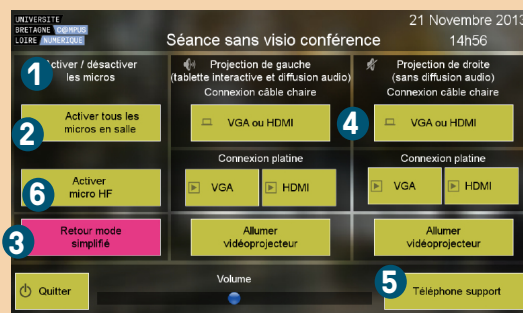 UNIVERSITE
BRETAGNE C@MPUS
LOIRE NUMERIQUE
21 Novembre 2013
Séance sans visio conférence
14h56
1
Activer / désactiver
les micros
Projection de gauche
(tablette interactive et diffusion audio)
Connexion câble chaire
Projection de droite
(sans diffusion audio)
Connexion câble chaire
2
Activer tous les
micros en salle
VGA ou HDMI
4
VGA ou HDMI
Connexion platine
Connexion platine
6
Activer
micro HF
VGA
HDMI
VGA
HDMI
3
Retour mode
simplifié
Allumer
vidéoprojecteur
Allumer
vidéoprojecteur
Quitter
Volume
5
Téléphone support